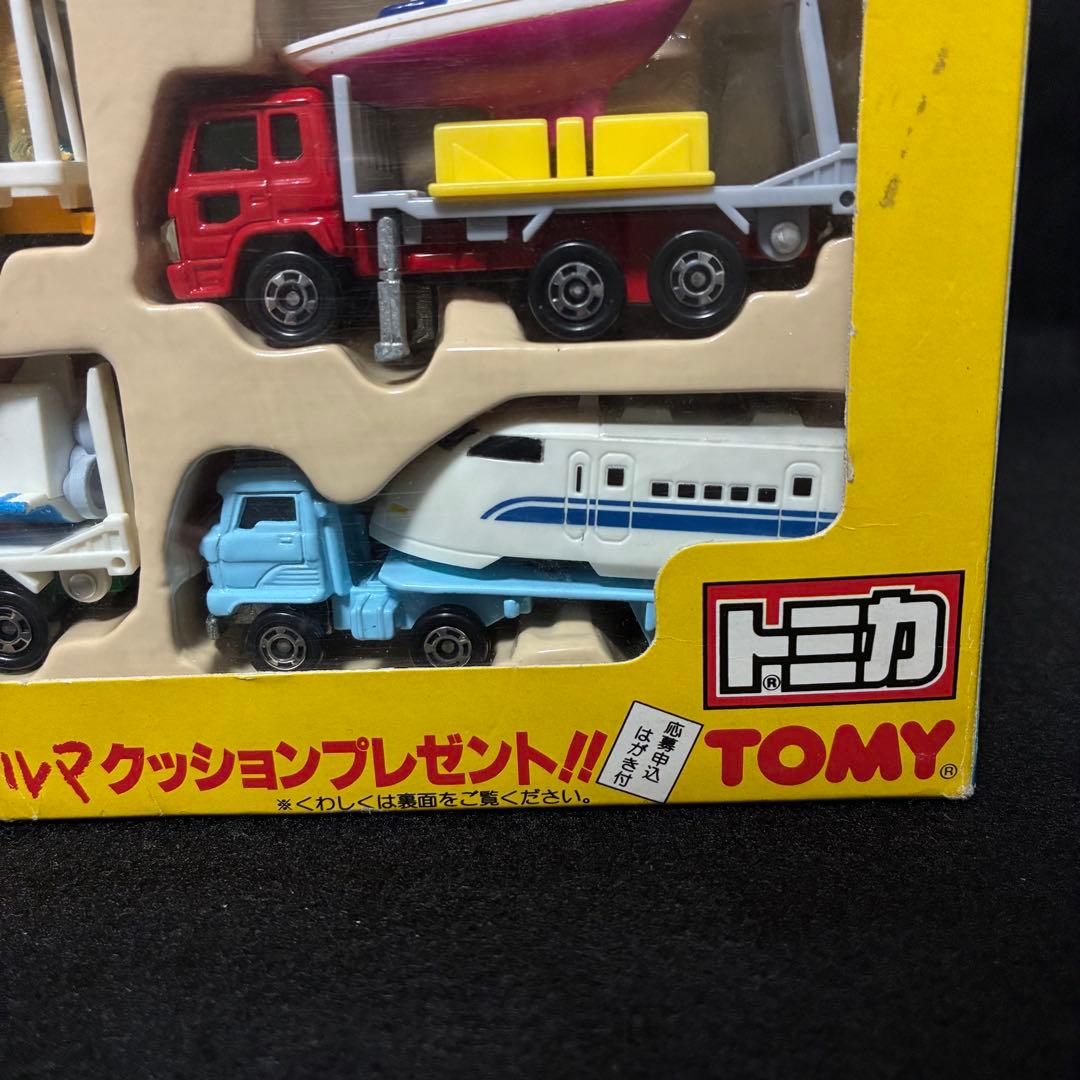 トミカ®
ルマ クッションプレゼント!!
応募申込
はがき付
TOMY®
※くわしくは裏面をご覧ください。